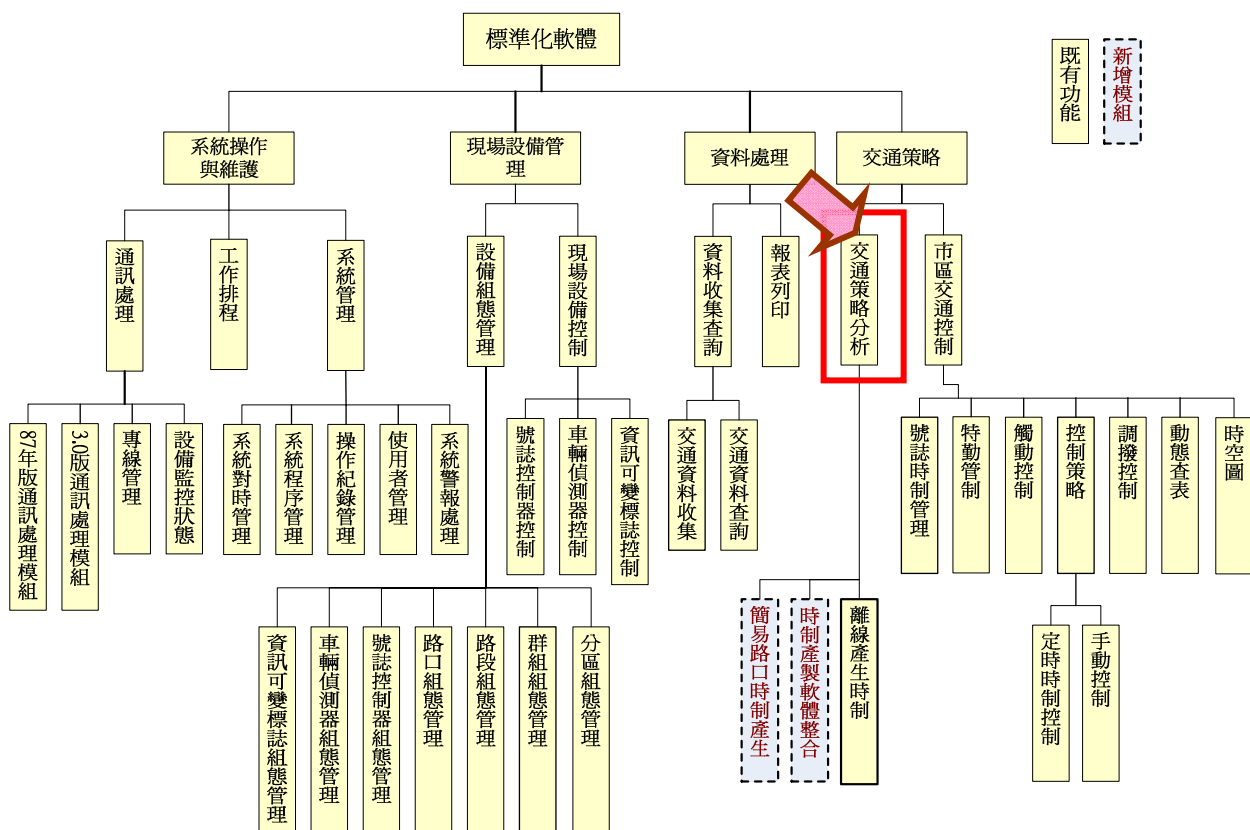 標準化軟體
既有功能
新增模組
系統操作
與維護
現場設備管
理
資料處理
交通策略
通訊處理
工作排程
系統管理
設備組態管理
現場設備控制
資料收集查詢
報表列印
交通策略分析
市區交通控制
87年版通訊處理模組
3.0版通訊處理模組
專線管理
設備監控狀態
系統對時管理
系統程序管理
操作紀錄管理
使用者管理
系統警報處理
號誌控制器控制
車輛偵測器控制
資訊可變標誌控制
交通資料收集
交通資料查詢
號誌時制管理
特勤管制
觸動控制
控制策略
調撥控制
動態查表
時空圖
資訊可變標誌組態管理
車輛偵測器組態管理
號誌控制器組態管理
路口組態管理
路段組態管理
群組組態管理
分區組態管理
簡易路口時制產生
時制產製軟體整合
離線產生時制
定時時制控制
手動控制